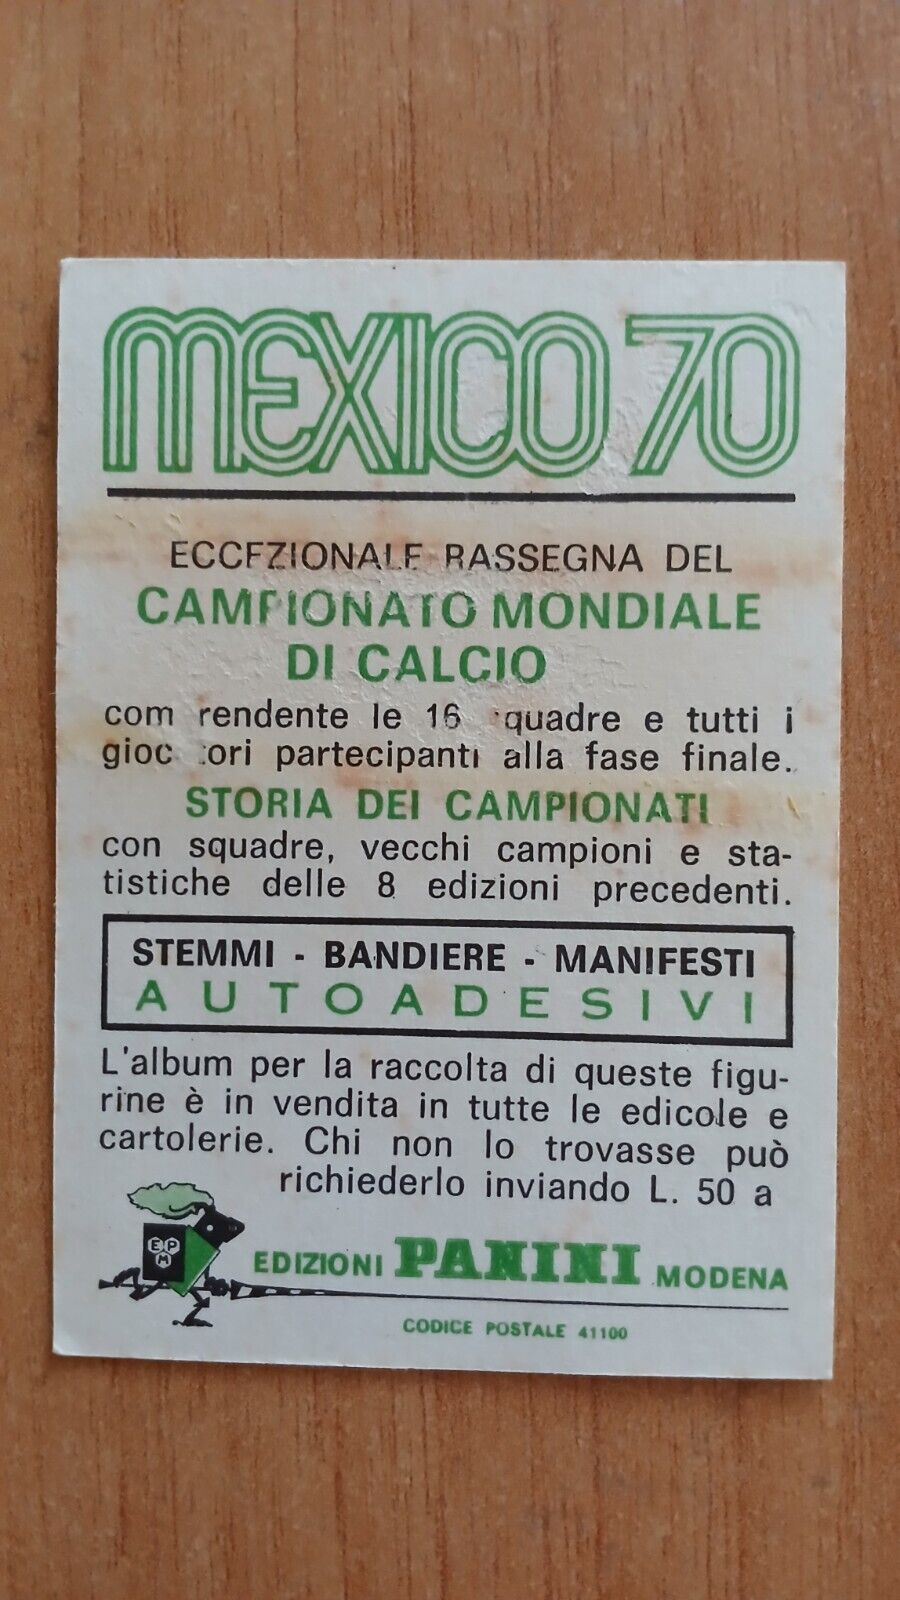 MEXICO 70
ECCEZIONALE RASSEGNA DEL
CAMPIONATO MONDIALE
DI CALCIO
com rendente le 16 quadre e tutti i
gioc ori partecipanti alla fase finale.
STORIA DEI CAMPIONATI
con squadre, vecchi campioni e sta-
tistiche delle 8 edizioni precedenti.
STEMMI - BANDIERE - MANIFESTI
AUTOADESIVI
L'album per la raccolta di queste figu-
rine è in vendita in tutte le edicole e
cartolerie. Chi non lo trovasse può
richiederlo inviando L. 50 a
EPM
EDIZIONI PANINI MODENA
CODICE POSTALE 41100